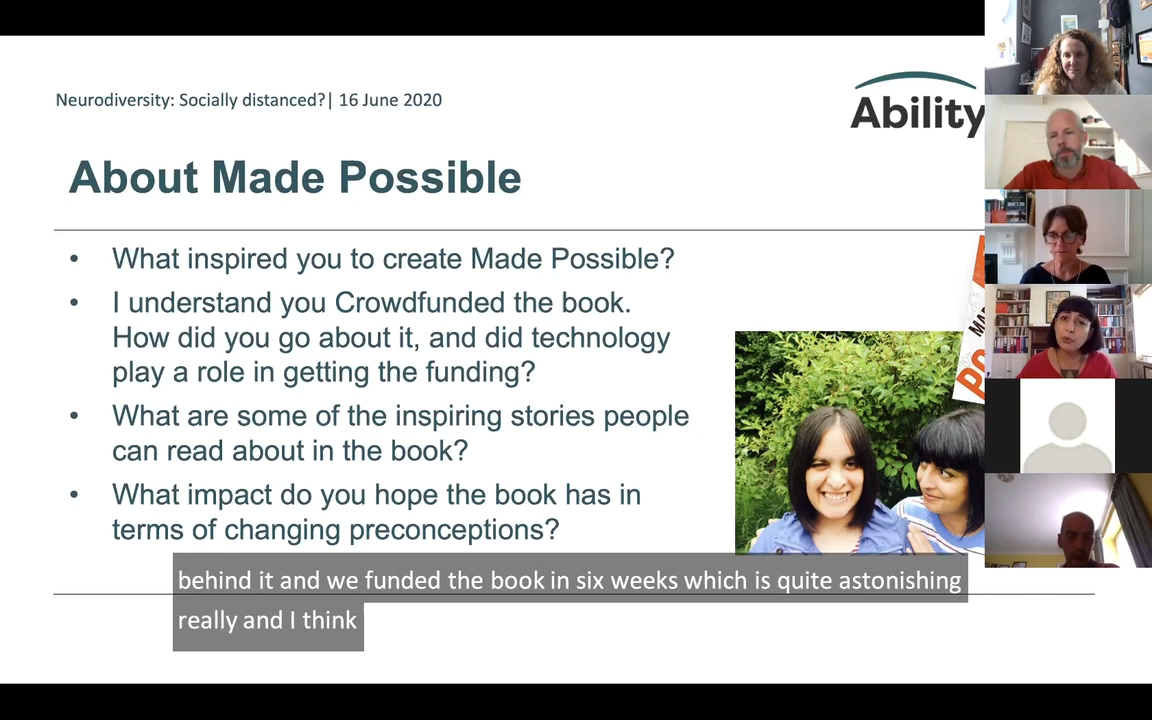 Neurodiversity: Socially distanced?| 16 June 2020
Ability
About Made Possible
• What inspired you to create Made Possible?
• I understand you Crowdfunded the book.
How did you go about it, and did technology
play a role in getting the funding?
• What are some of the inspiring stories people
can read about in the book?
• What impact do you hope the book has in
terms of changing preconceptions?
behind it and we funded the book in six weeks which is quite astonishing
really and I think